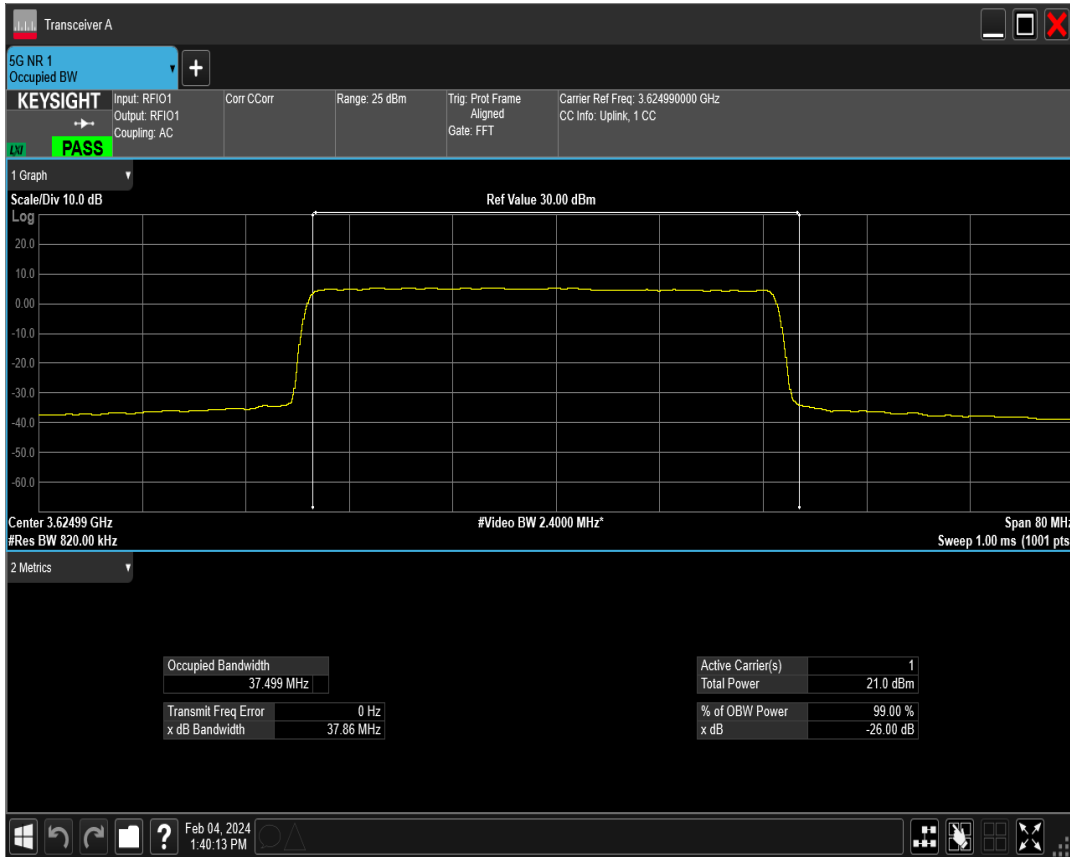 Transceiver A
5G NR 1
Occupied BW
KEYSIGHT
LXI
PASS
Input: RFIO1
Output: RFIO1
Coupling: AC
Corr CCorr
Range: 25 dBm
Trig: Prot Frame
Aligned
Gate: FFT
Carrier Ref Freq: 3.624990000 GHz
CC Info: Uplink, 1 CC
1 Graph
Scale/Div 10.0 dB
Ref Value 30.00 dBm
Log
20.0
10.0
0.00
-10.0
-20.0
-30.0
-40.0
-50.0
-60.0
Center 3.62499 GHz
#Video BW 2.4000 MHz*
Span 80 MHz
#Res BW 820.00 kHz
Sweep 1.00 ms (1001 pts
2 Metrics
Occupied Bandwidth
37.499 MHz
Transmit Freq Error 0 Hz
x dB Bandwidth 37.86 MHz
Active Carrier(s) 1
Total Power 21.0 dBm
% of OBW Power 99.00 %
x dB -26.00 dB
?
Feb 04, 2024
1:40:13 PM